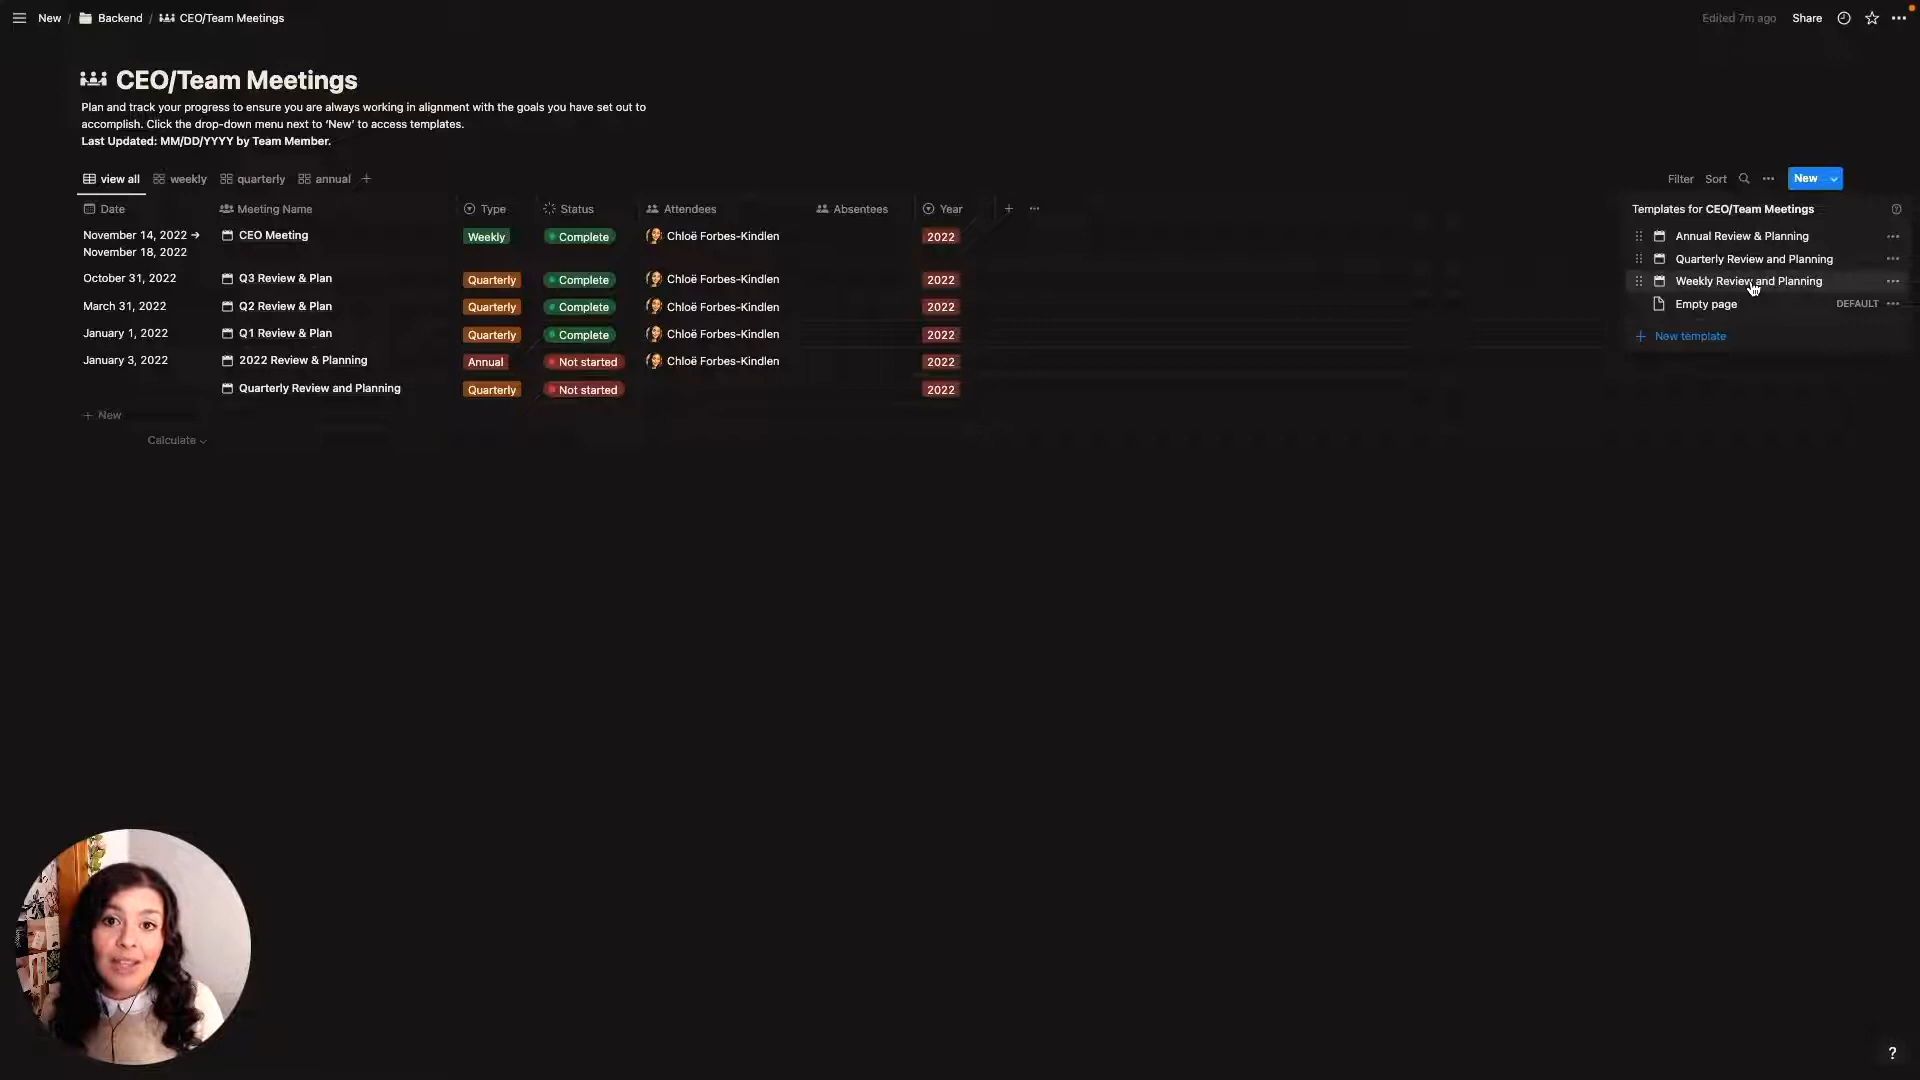 New / Backend / CEO/Team Meetings
Edited 7m ago Share
CEO/Team Meetings
Plan and track your progress to ensure you are always working in alignment with the goals you have set out to
accomplish. Click the drop-down menu next to ‘New’ to access templates.
Last Updated: MM/DD/YYYY by Team Member.
view all weekly quarterly annual
Filter Sort New
Date Meeting Name Type Status Attendees Absentees Year
November 14, 2022 → CEO Meeting Weekly Complete Chloë Forbes-Kindlen 2022
November 18, 2022
October 31, 2022 Q3 Review & Plan Quarterly Complete Chloë Forbes-Kindlen 2022
March 31, 2022 Q2 Review & Plan Quarterly Complete Chloë Forbes-Kindlen 2022
January 1, 2022 Q1 Review & Plan Quarterly Complete Chloë Forbes-Kindlen 2022
January 3, 2022 2022 Review & Planning Annual Not started Chloë Forbes-Kindlen 2022
Quarterly Review and Planning Quarterly Not started 2022
+ New
Calculate
Templates for CEO/Team Meetings
Annual Review & Planning
Quarterly Review and Planning
Weekly Review and Planning
Empty page DEFAULT
+ New template
?